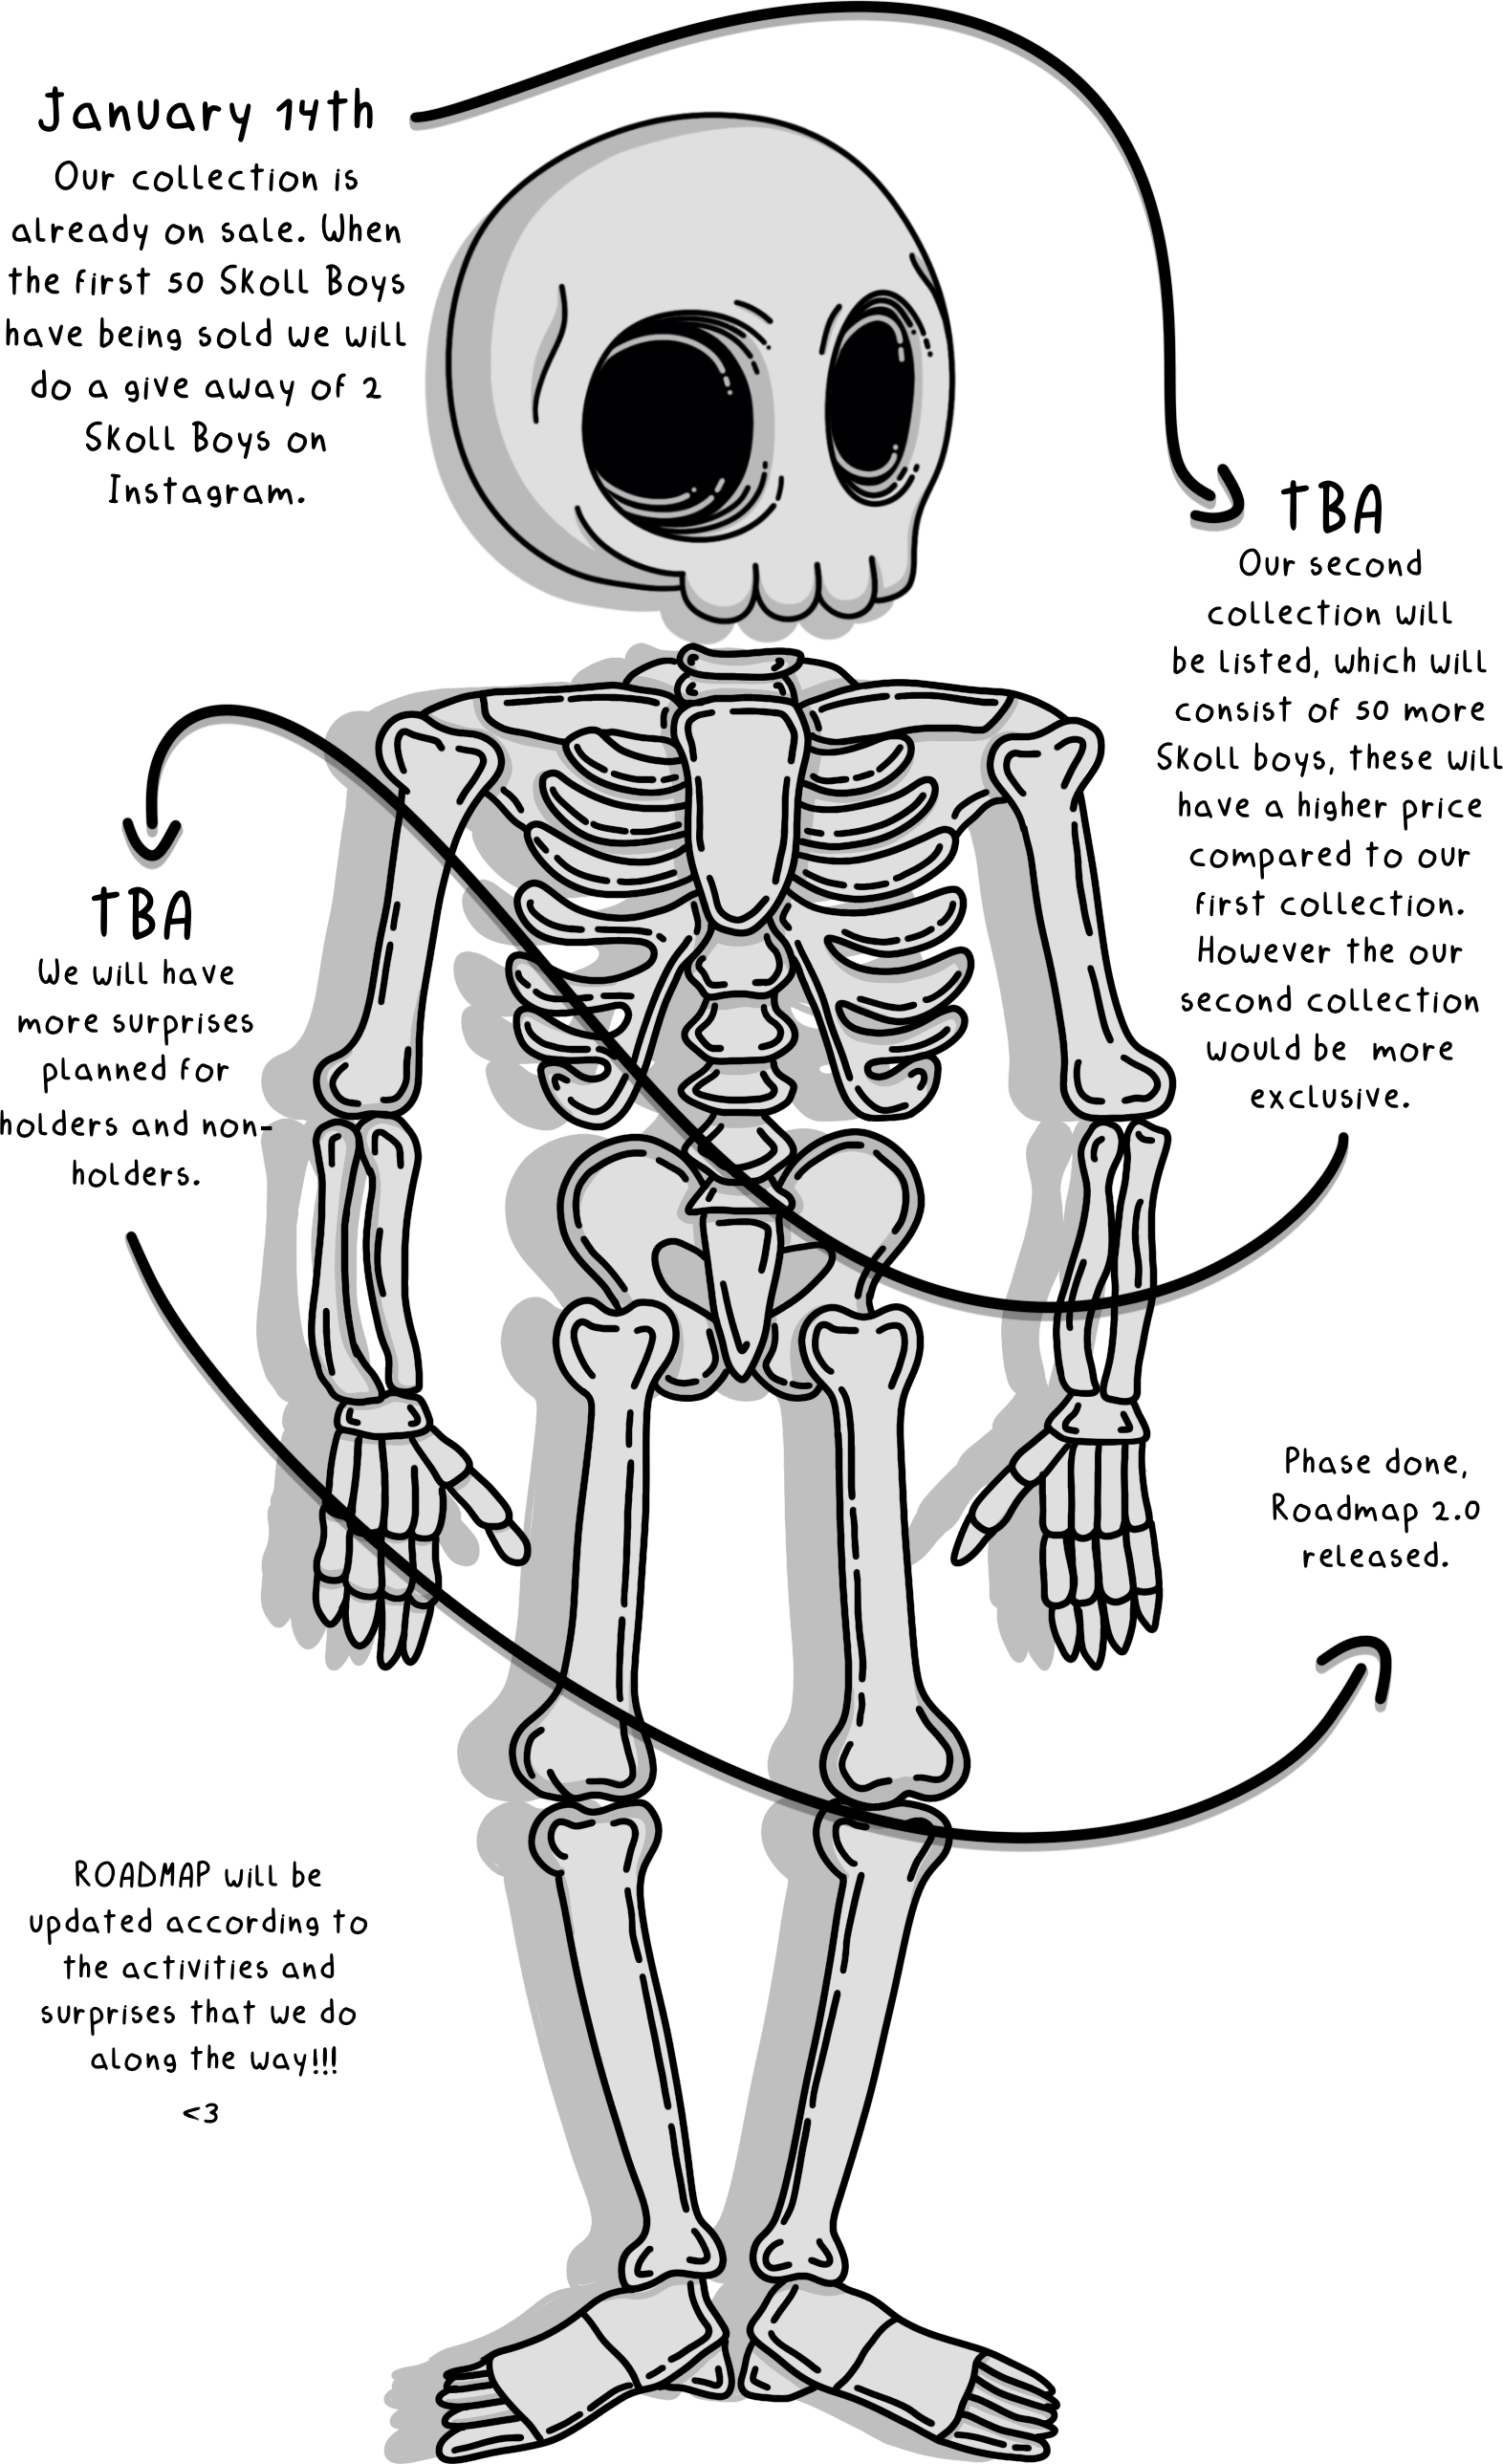 January 14th
Our collection is
already on sale. When
the first 50 Skoll Boys
have being sold we will
do a give away of 2
Skoll Boys on
Instagram.
TBA
Our second
collection will
be listed, which will
consist of 50 more
Skoll boys, these will
have a higher price
compared to our
first collection.
However the our
second collection
would be more
exclusive.
TBA
We will have
more surprises
planned for
holders and non-
holders.
Phase done,
Roadmap 2.0
released.
ROADMAP will be
updated according to
the activities and
surprises that we do
along the way!!!
<3